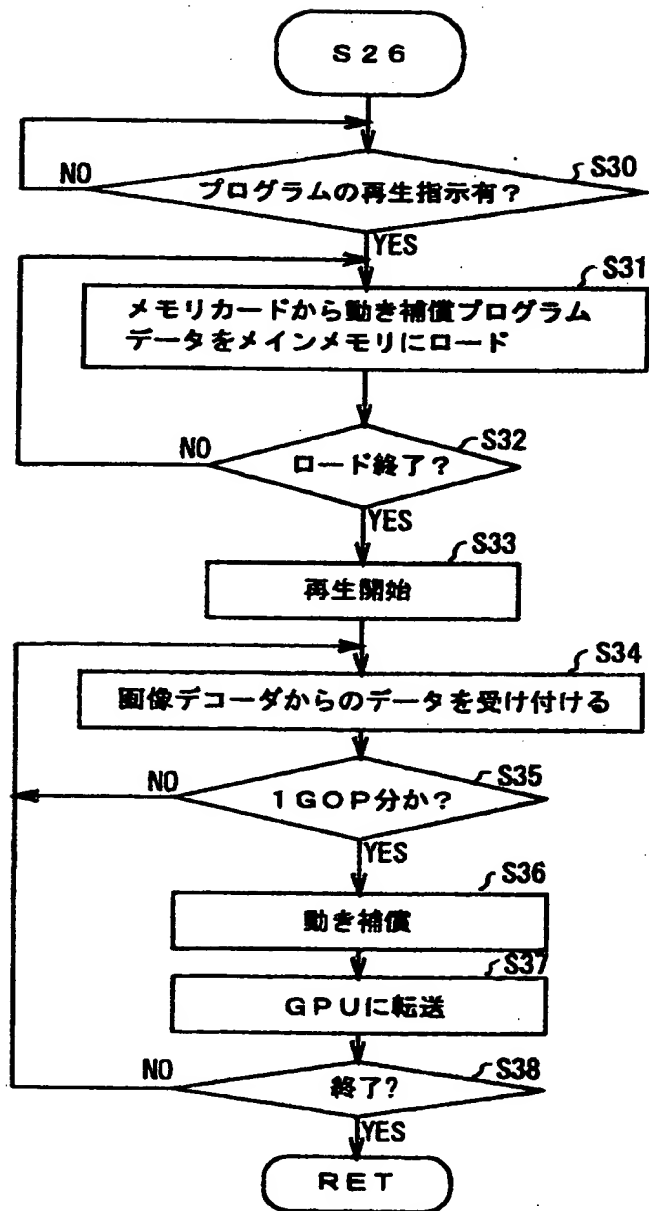 S26
NO
S30
プログラムの再生指示有?
YES
S31
メモリカードから動き補償プログラム
データをメインメモリにロード
NO
S32
ロード終了?
YES
S33
再生開始
S34
画像デコーダからのデータを受け付ける
NO
S35
1GOP分か?
YES
S36
動き補償
S37
GPUに転送
NO
S38
終了?
YES
RET